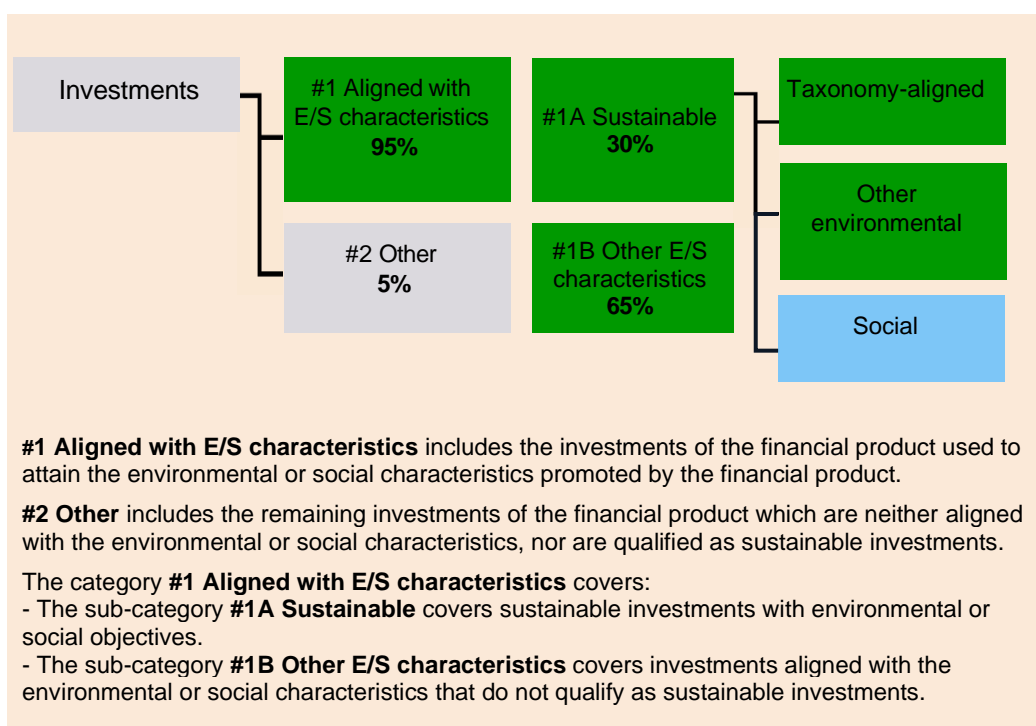 Investments
#1 Aligned with
E/S characteristics
95%
#2 Other
5%
#1A Sustainable
30%
#1B Other E/S
characteristics
65%
Taxonomy-aligned
Other
environmental
Social
#1 Aligned with E/S characteristics includes the investments of the financial product used to
attain the environmental or social characteristics promoted by the financial product.
#2 Other includes the remaining investments of the financial product which are neither aligned
with the environmental or social characteristics, nor are qualified as sustainable investments.
The category #1 Aligned with E/S characteristics covers:
- The sub-category #1A Sustainable covers sustainable investments with environmental or
social objectives.
- The sub-category #1B Other E/S characteristics covers investments aligned with the
environmental or social characteristics that do not qualify as sustainable investments.